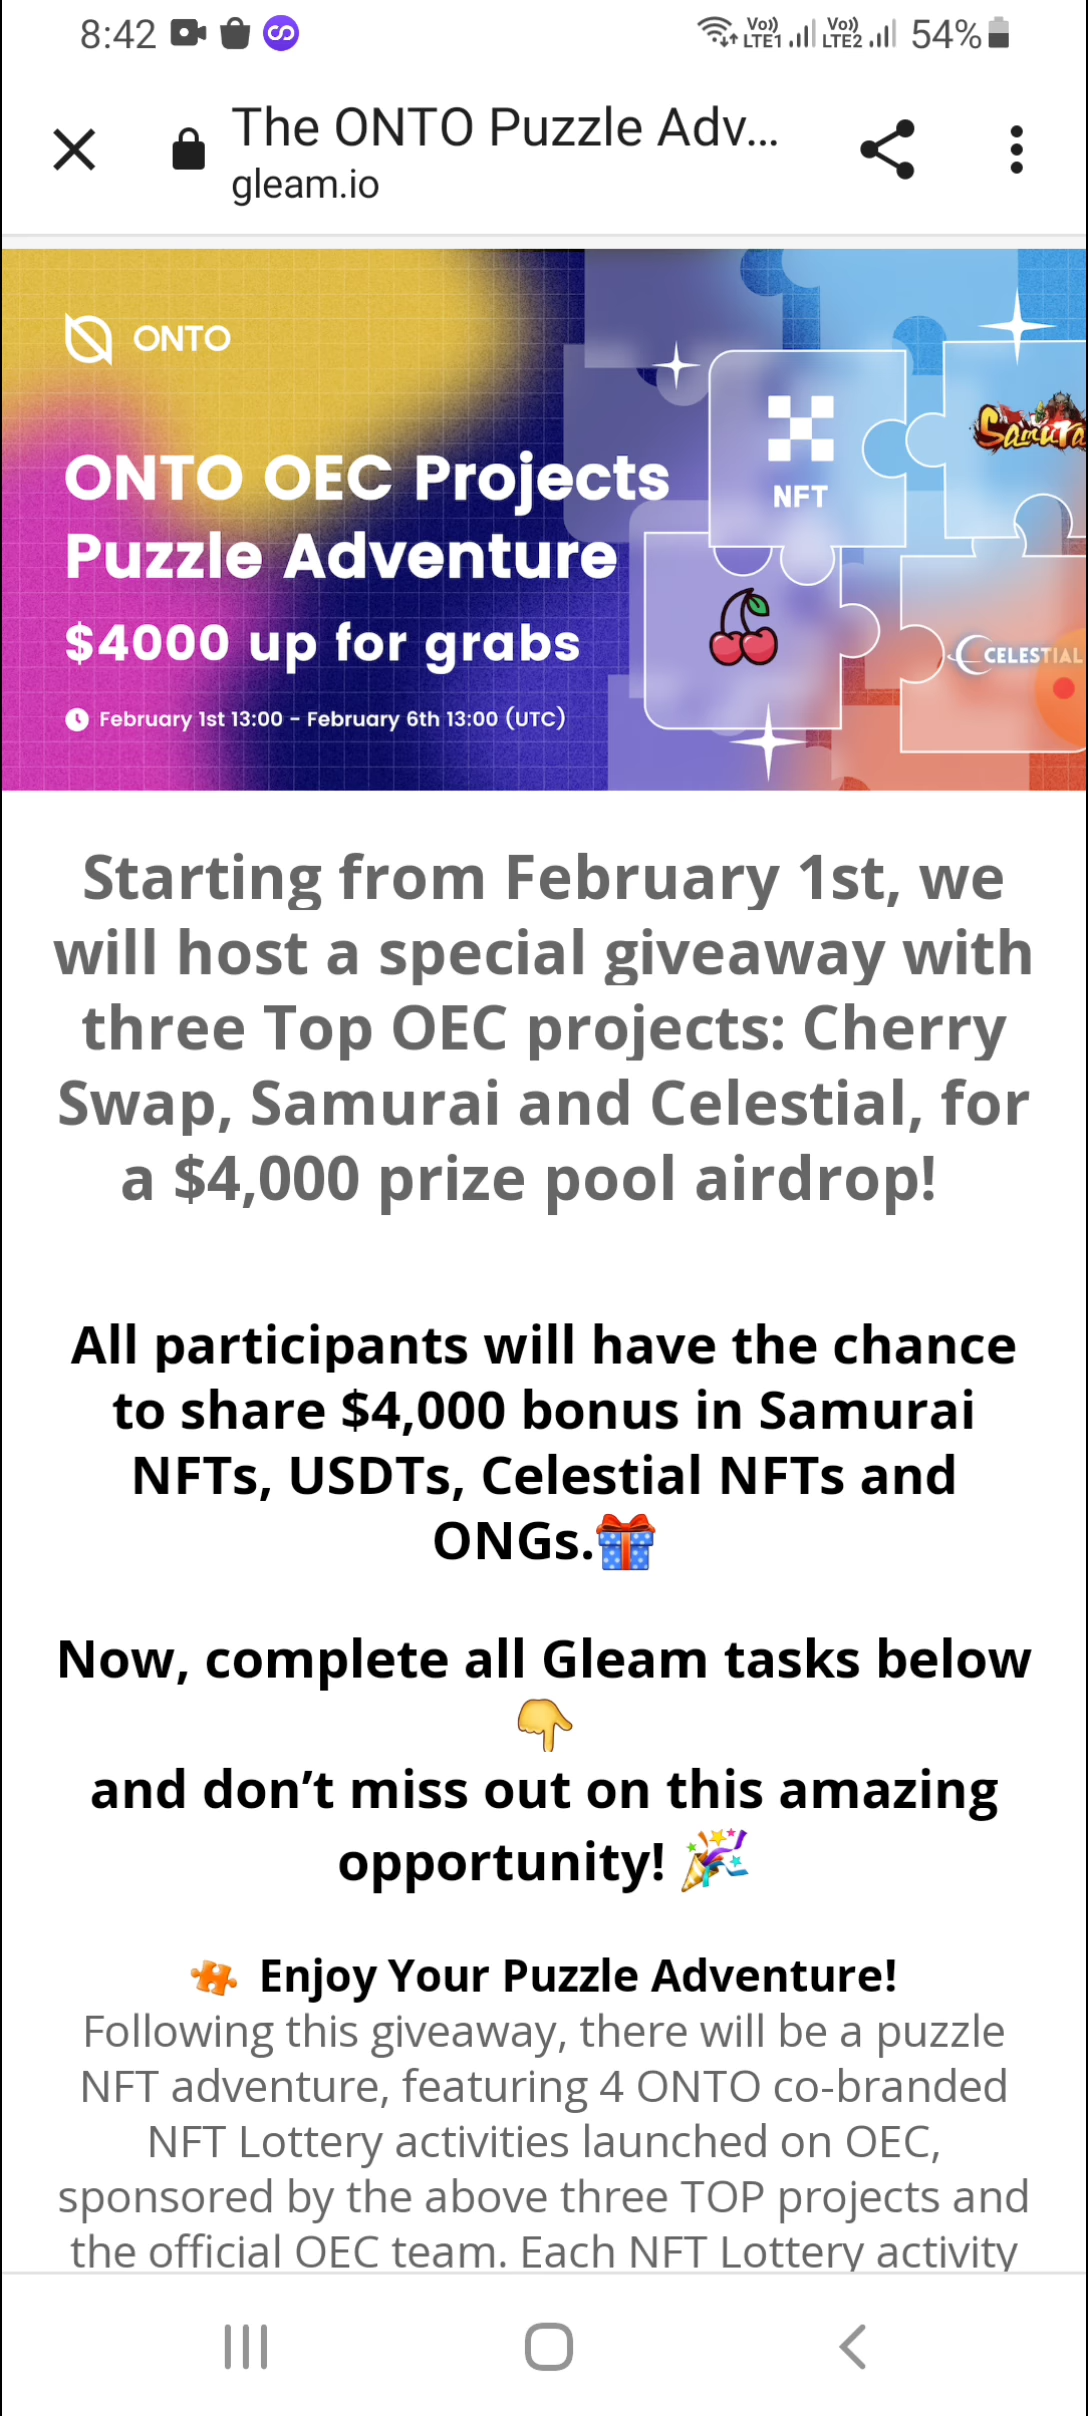 8:42
Vo)) LTE1 Vo)) LTE2 54%
The ONTO Puzzle Adv...
gleam.io
ONTO
ONTO OEC Projects
Puzzle Adventure
$4000 up for grabs
February 1st 13:00 - February 6th 13:00 (UTC)
NFT
Samura
CELESTIAL
Starting from February 1st, we
will host a special giveaway with
three Top OEC projects: Cherry
Swap, Samurai and Celestial, for
a $4,000 prize pool airdrop!
All participants will have the chance
to share $4,000 bonus in Samurai
NFTs, USDTs, Celestial NFTs and
ONGs.🎁
Now, complete all Gleam tasks below
👇
and don’t miss out on this amazing
opportunity! 🎉
🧩 Enjoy Your Puzzle Adventure!
Following this giveaway, there will be a puzzle
NFT adventure, featuring 4 ONTO co-branded
NFT Lottery activities launched on OEC,
sponsored by the above three TOP projects and
the official OEC team. Each NFT Lottery activity